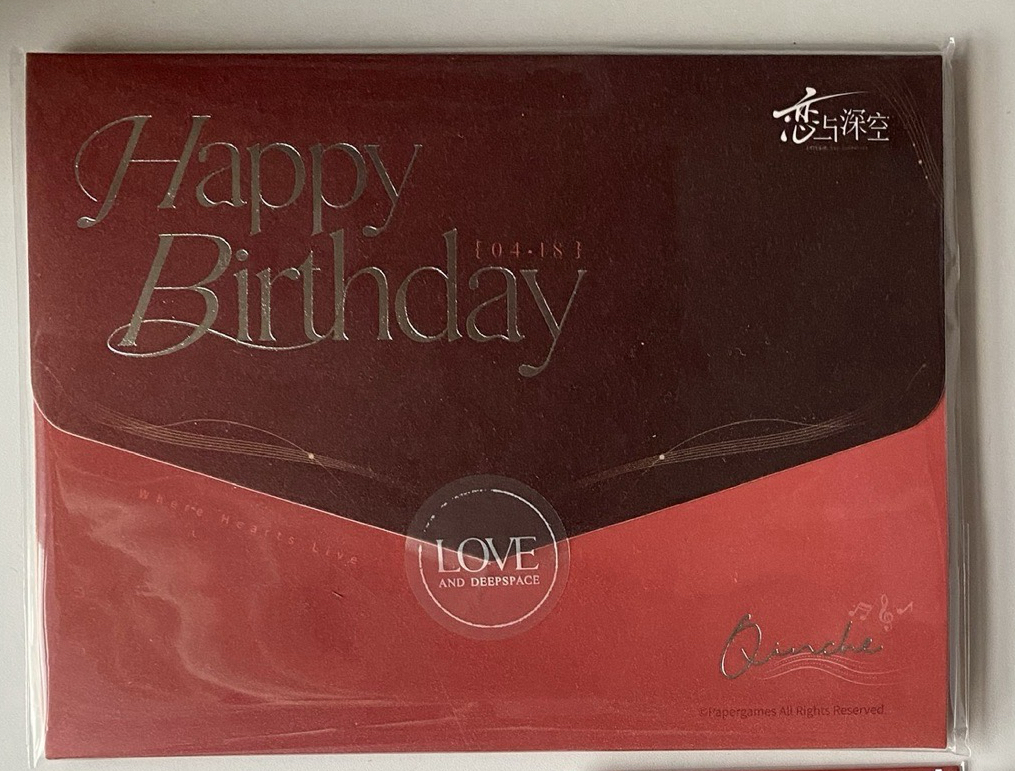 恋与深空
Happy
{04·18}
Birthday
Where Hearts Live
LOVE
AND DEEPSPACE
Qinche
©Papergames All Rights Reserved